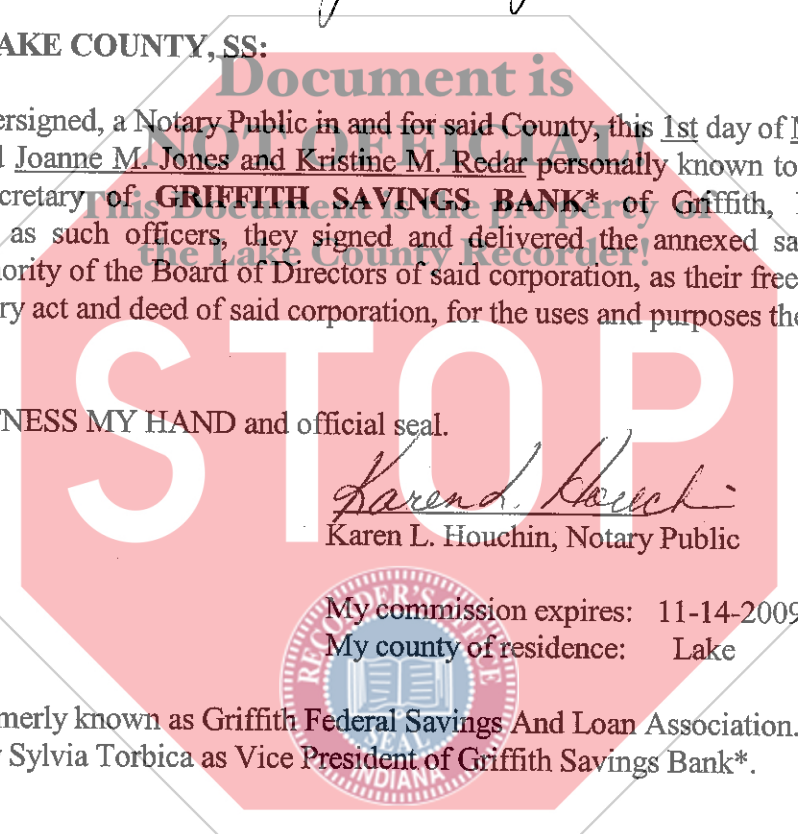 AKE COUNTY, SS:
Document is
ersigned, a Notary Public in and for said County, this 1st day of
NOT OFFICIAL!
Joanne M. Jones and Kristine M. Redar personally known to
cretary of GRIFFITH SAVINGS BANK* of Griffith,
This Document is the property of
as such officers, they signed and delivered the annexed sa
the Lake County Recorder!
ority of the Board of Directors of said corporation, as their free
ry act and deed of said corporation, for the uses and purposes the
STOP
NESS MY HAND and official seal.
Karen L. Houchin
Karen L. Houchin, Notary Public
My commission expires: 11-14-2009
My county of residence: Lake
RECORDER'S OFFICE
SEAL
INDIANA
merly known as Griffith Federal Savings And Loan Association.
Sylvia Torbica as Vice President of Griffith Savings Bank*.